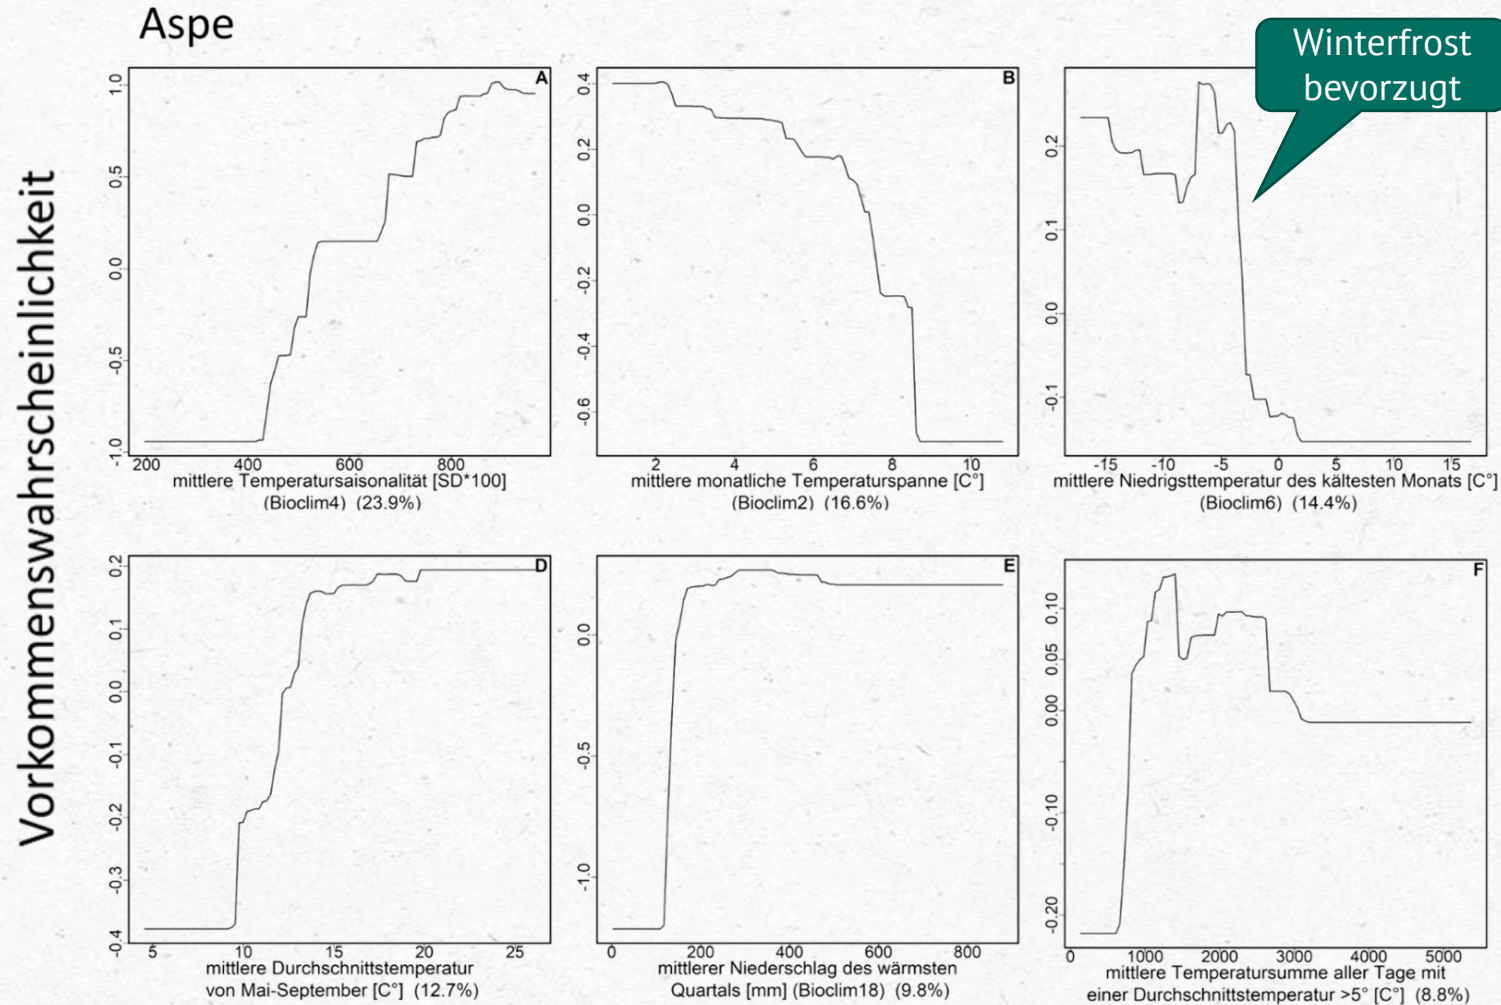 Aspe
Winterfrost
bevorzugt
Vorkommenswahrscheinlichkeit
A
1.0
0.5
0.0
-0.5
-1.0
200 400 600 800
mittlere Temperatursaisonalität [SD*100]
(Bioclim4) (23.9%)
B
0.4
0.2
0.0
-0.2
-0.4
-0.6
2 4 6 8 10
mittlere monatliche Temperaturspanne [C°]
(Bioclim2) (16.6%)
0.2
0.1
0.0
-0.1
-15 -10 -5 0 5 10 15
mittlere Niedrigsttemperatur des kältesten Monats [C°]
(Bioclim6) (14.4%)
D
0.2
0.1
0.0
-0.1
-0.2
-0.3
-0.4
5 10 15 20 25
mittlere Durchschnittstemperatur
von Mai-September [C°] (12.7%)
E
0.0
-0.5
-1.0
0 200 400 600 800
mittlerer Niederschlag des wärmsten
Quartals [mm] (Bioclim18) (9.8%)
F
0.10
0.05
0.00
-0.10
-0.20
0 1000 2000 3000 4000 5000
mittlere Temperatursumme aller Tage mit
einer Durchschnittstemperatur >5° [C°] (8.8%)